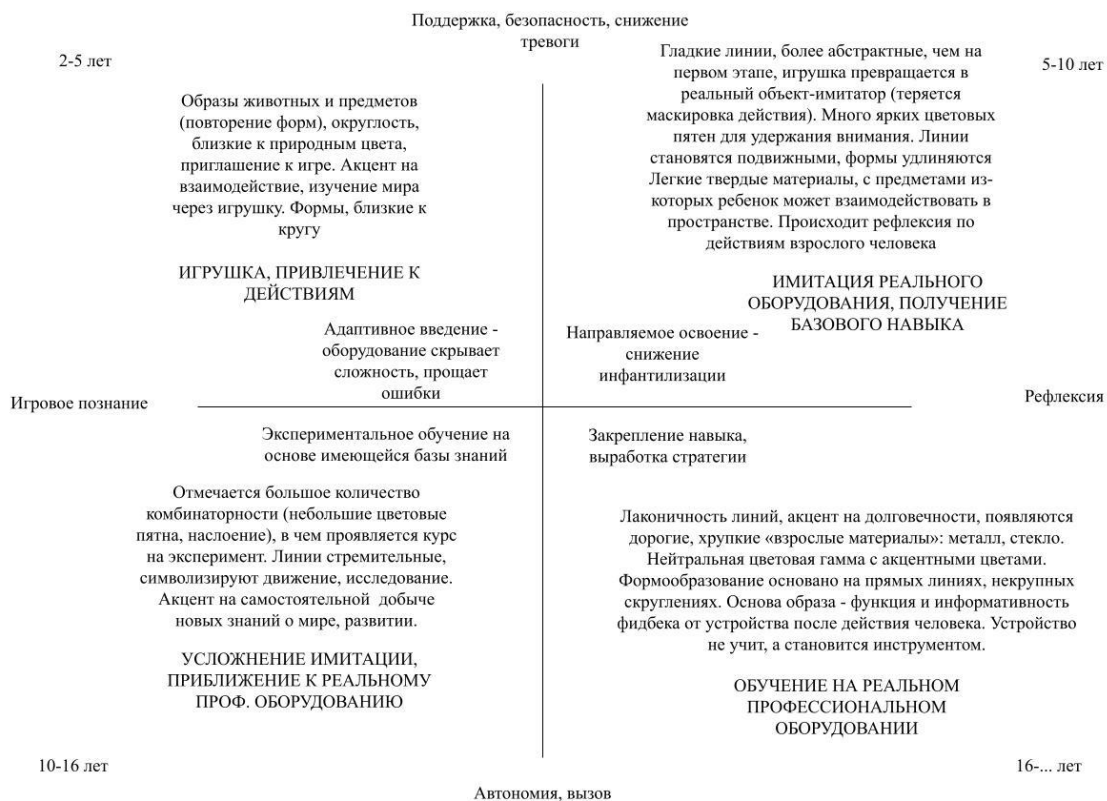 Поддержка, безопасность, снижение
тревоги
2-5 лет
Образы животных и предметов
(повторение форм), округлость,
близкие к природным цвета,
приглашение к игре. Акцент на
взаимодействие, изучение мира
через игрушку. Формы, близкие к
кругу
ИГРУШКА, ПРИВЛЕЧЕНИЕ К
ДЕЙСТВИЯМ
Адаптивное введение -
оборудование скрывает
сложность, прощает
ошибки
5-10 лет
Гладкие линии, более абстрактные, чем на
первом этапе, игрушка превращается в
реальный объект-имитатор (теряется
маскировка действия). Много ярких цветовых
пятен для удержания внимания. Линии
становятся подвижными, формы удлиняются
Легкие твердые материалы, с предметами из-
которых ребенок может взаимодействовать в
пространстве. Происходит рефлексия по
действиям взрослого человека
ИМИТАЦИЯ РЕАЛЬНОГО
ОБОРУДОВАНИЯ, ПОЛУЧЕНИЕ
БАЗОВОГО НАВЫКА
Направляемое освоение -
снижение
инфантилизации
Игровое познание
Рефлексия
Экспериментальное обучение на
основе имеющейся базы знаний
Отмечается большое количество
комбинаторности (небольшие цветовые
пятна, наслоение), в чем проявляется курс
на эксперимент. Линии стремительные,
символизируют движение, исследование.
Акцент на самостоятельной добыче
новых знаний о мире, развитии.
УСЛОЖНЕНИЕ ИМИТАЦИИ,
ПРИБЛИЖЕНИЕ К РЕАЛЬНОМУ
ПРОФ. ОБОРУДОВАНИЮ
10-16 лет
Закрепление навыка,
выработка стратегии
Лаконичность линий, акцент на долговечности, появляются
дорогие, хрупкие «взрослые материалы»: металл, стекло.
Нейтральная цветовая гамма с акцентными цветами.
Формообразование основано на прямых линиях, некрупных
скруглениях. Основа образа - функция и информативность
фидбека от устройства после действия человека. Устройство
не учит, а становится инструментом.
ОБУЧЕНИЕ НА РЕАЛЬНОМ
ПРОФЕССИОНАЛЬНОМ
ОБОРУДОВАНИИ
16-... лет
Автономия, вызов